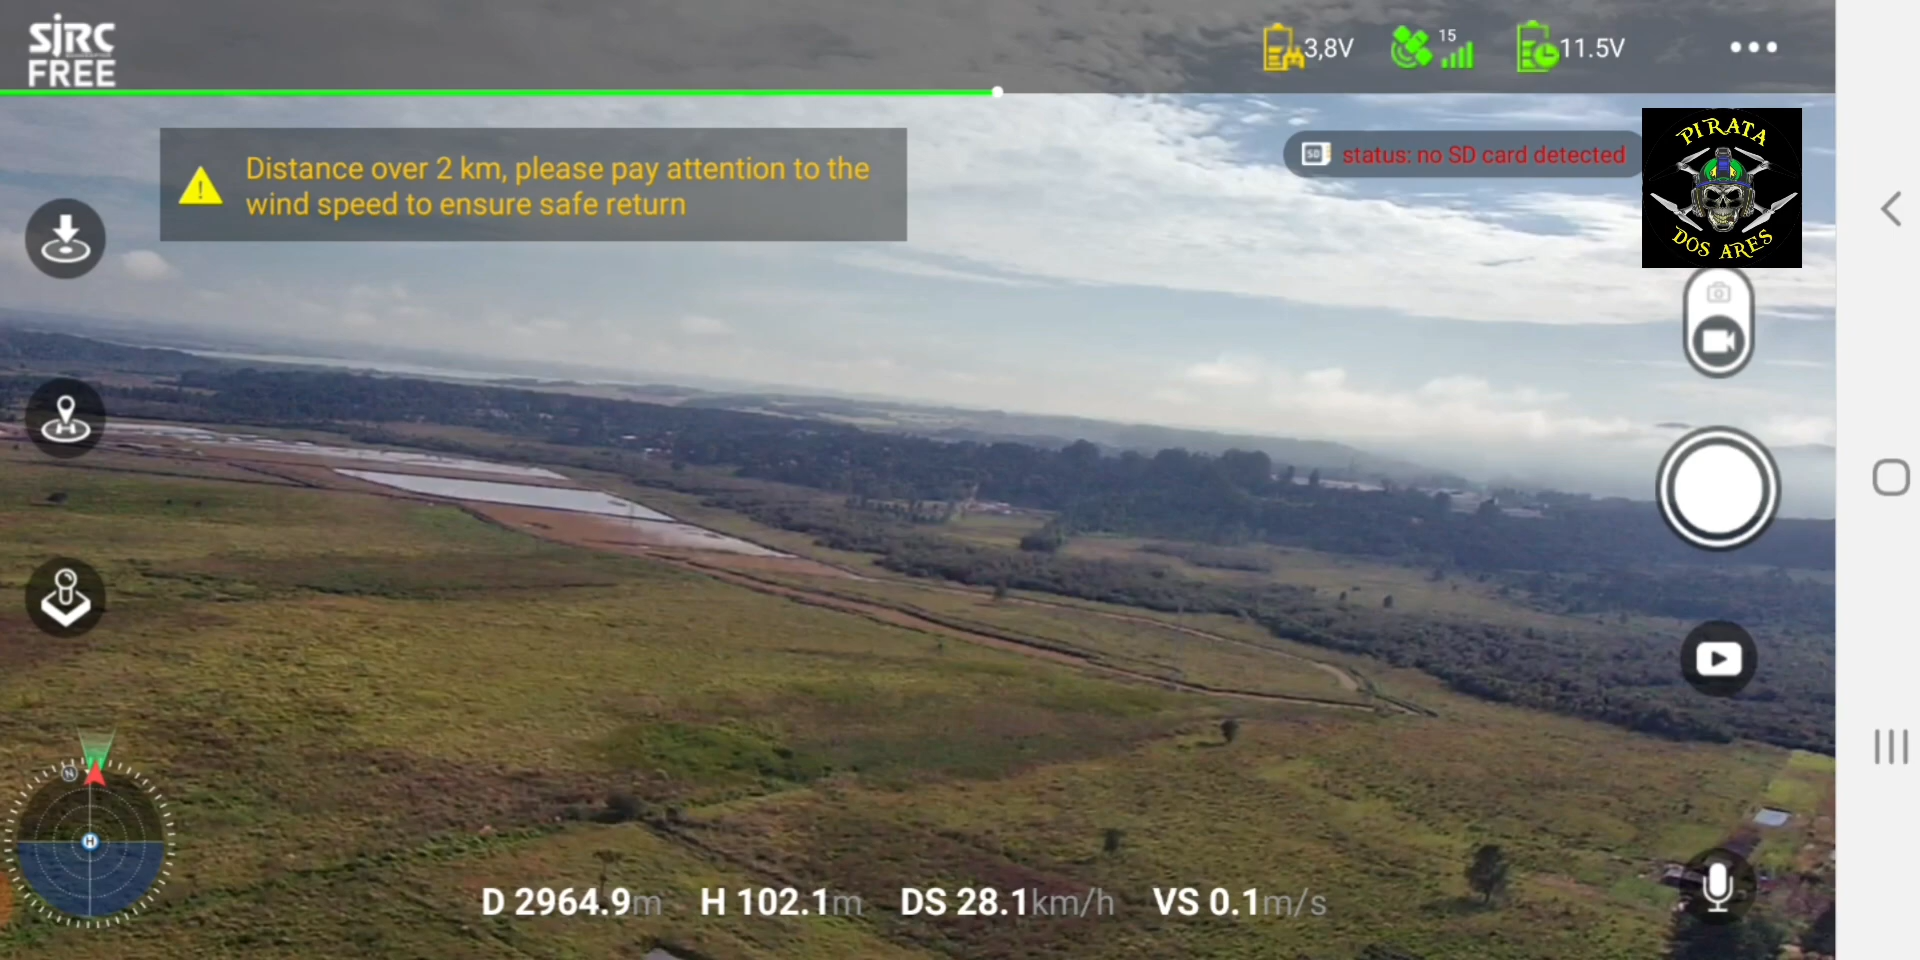 SJRC
FREE
3,8V
15
11.5V
Distance over 2 km, please pay attention to the
wind speed to ensure safe return
SD
status: no SD card detected
PIRATA
DOS ARES
N
H
D 2964.9m H 102.1m DS 28.1km/h VS 0.1m/s